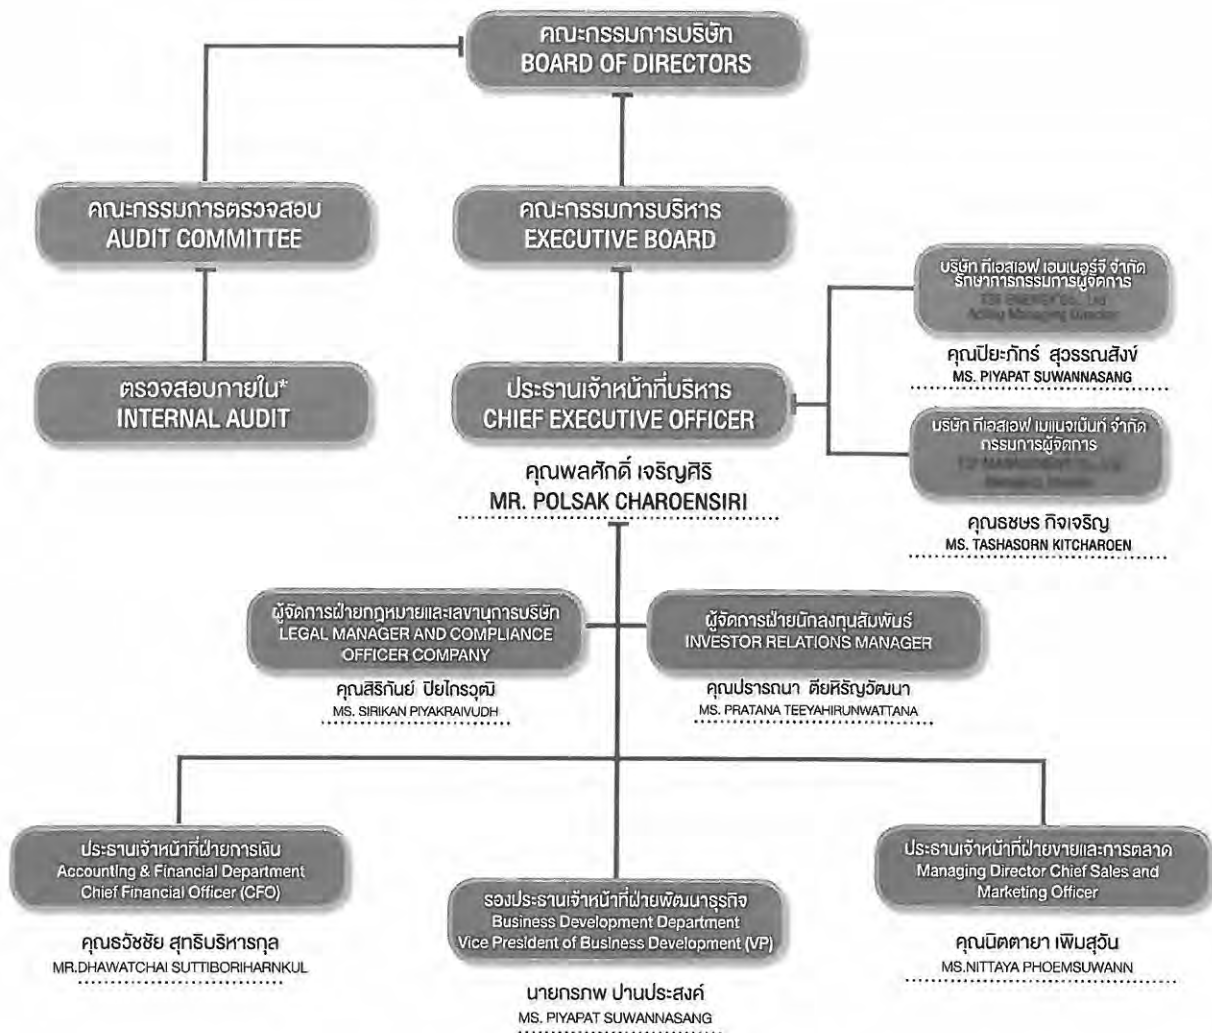 คณะกรรมการบริษัท
BOARD OF DIRECTORS
คณะกรรมการตรวจสอบ
AUDIT COMMITTEE
คณะกรรมการบริหาร
EXECUTIVE BOARD
บริษัท ทีเอสเอฟ เอนเนอร์จี จำกัด
รักษาการกรรมการผู้จัดการ
TSF ENERGY Co., Ltd
Acting Managing Director
คุณปิยะภัทร์ สุวรรณสังข์
MS. PIYAPAT SUWANNASANG
ตรวจสอบภายใน*
INTERNAL AUDIT
ประธานเจ้าหน้าที่บริหาร
CHIEF EXECUTIVE OFFICER
คุณพลศักดิ์ เจริญศิริ
MR. POLSAK CHAROENSIRI
บริษัท ทีเอสเอฟ เมเนจเม้นท์ จำกัด
กรรมการผู้จัดการ
คุณธชษร กิจเจริญ
MS. TASHASORN KITCHAROEN
ผู้จัดการฝ่ายกฎหมายและเลขานุการบริษัท
LEGAL MANAGER AND COMPLIANCE
OFFICER COMPANY
คุณสิริกันย์ ปิยไกรวุฒิ
MS. SIRIKAN PIYAKRAIVUDH
ผู้จัดการฝ่ายนักลงทุนสัมพันธ์
INVESTOR RELATIONS MANAGER
คุณปรารถนา ตียหิรัญวัฒนา
MS. PRATANA TEEYAHIRUNWATTANA
ประธานเจ้าหน้าที่ฝ่ายการเงิน
Accounting & Financial Department
Chief Financial Officer (CFO)
คุณธวัชชัย สุทธิบริหารกุล
MR.DHAWATCHAI SUTTIBORIHARNKUL
รองประธานเจ้าหน้าที่ฝ่ายพัฒนาธุรกิจ
Business Development Department
Vice President of Business Development (VP)
นายกรภพ ปานประสงค์
MS. PIYAPAT SUWANNASANG
ประธานเจ้าหน้าที่ฝ่ายขายและการตลาด
Managing Director Chief Sales and
Marketing Officer
คุณนิตตายา เพิมสุวัน
MS.NITTAYA PHOEMSUWANN